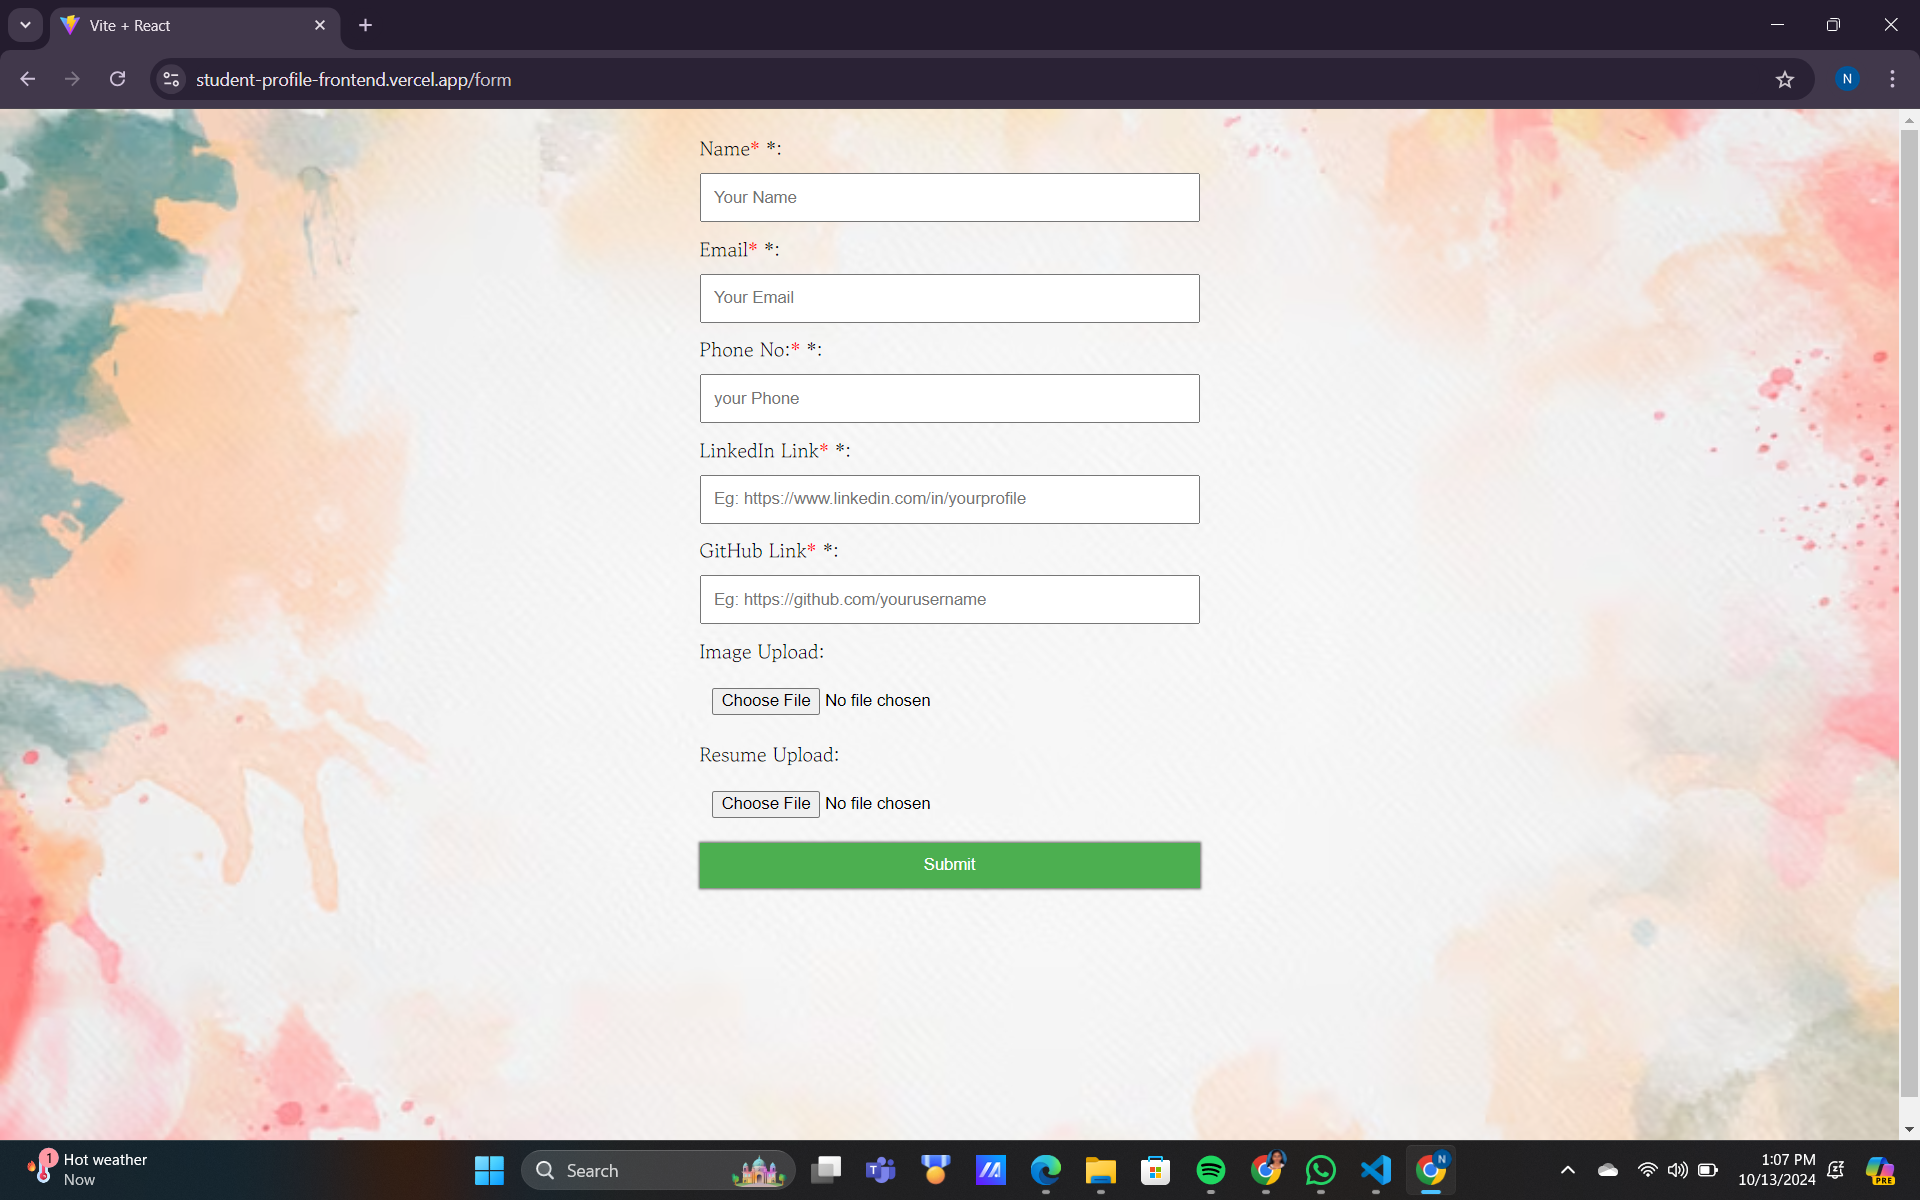 Vite + React
student-profile-frontend.vercel.app/form
N
Name* *:
Your Name
Email* *:
Your Email
Phone No:* *:
your Phone
LinkedIn Link* *:
Eg: https://www.linkedin.com/in/yourprofile
GitHub Link* *:
Eg: https://github.com/yourusername
Image Upload:
Choose File No file chosen
Resume Upload:
Choose File No file chosen
Submit
1
Hot weather
Now
Search
N
1:07 PM
10/13/2024
PRE